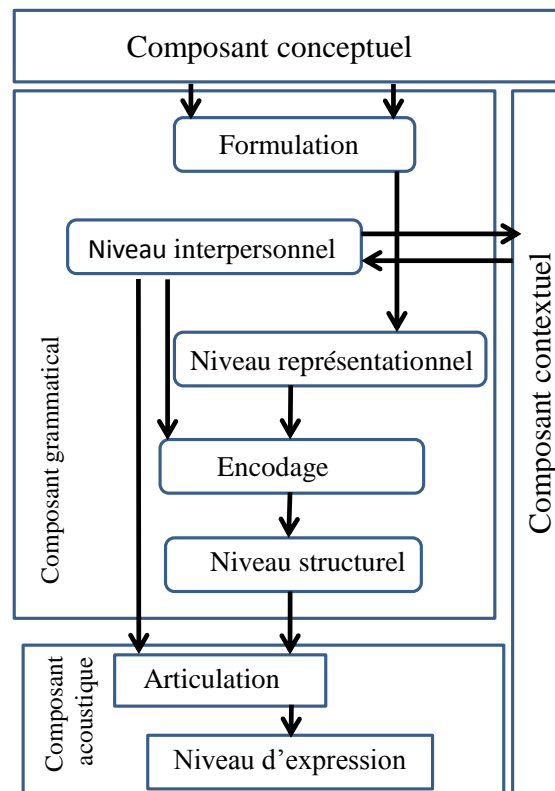 Composant conceptuel
Formulation
Niveau interpersonnel
Niveau représentationnel
Encodage
Niveau structurel
Composant grammatical
Composant contextuel
Composant
acoustique
Articulation
Niveau d’expression